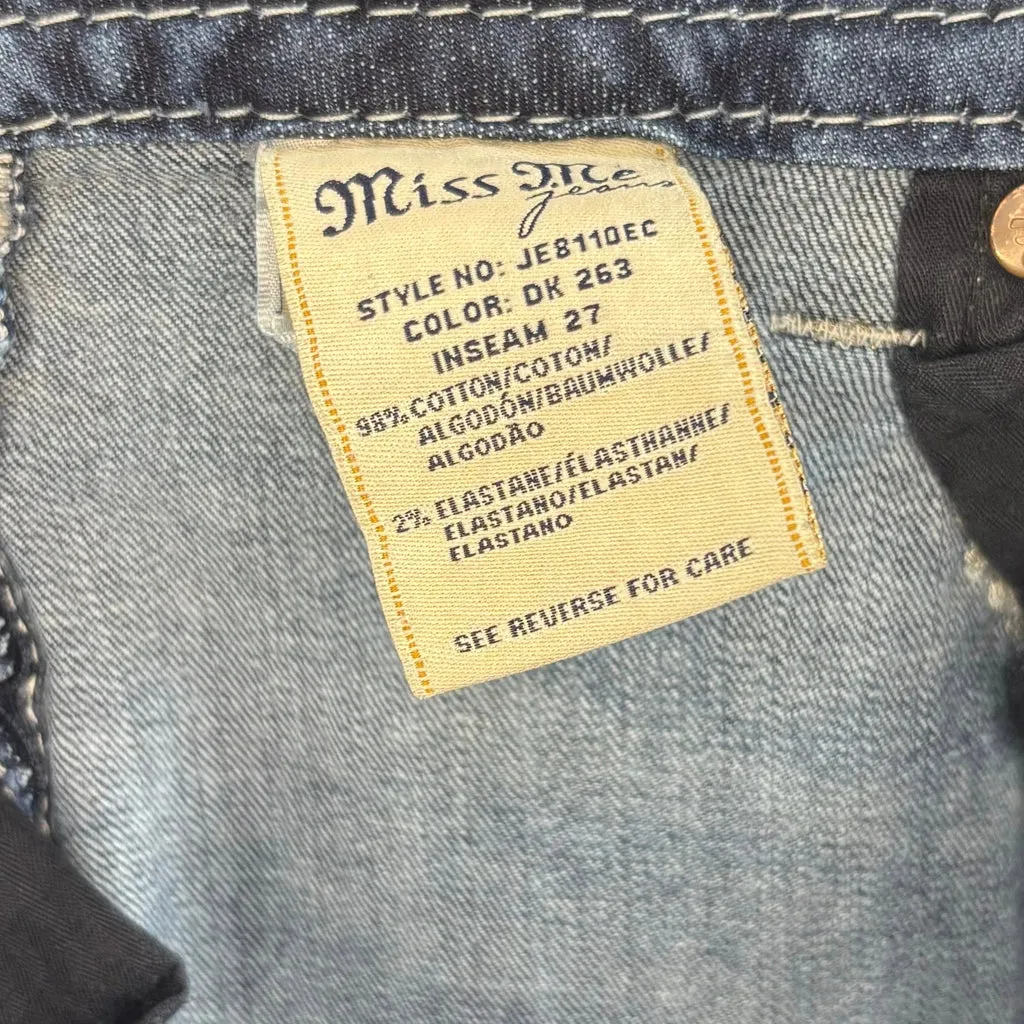 Miss Me
jeans
STYLE NO: JE8110EC
COLOR: DK 263
INSEAM 27
98% COTTON/COTON/
ALGODÓN/BAUMWOLLE/
ALGODÃO
2% ELASTANE/ÉLASTHANNE/
ELASTANO/ELASTAN/
ELASTANO
SEE REVERSE FOR CARE